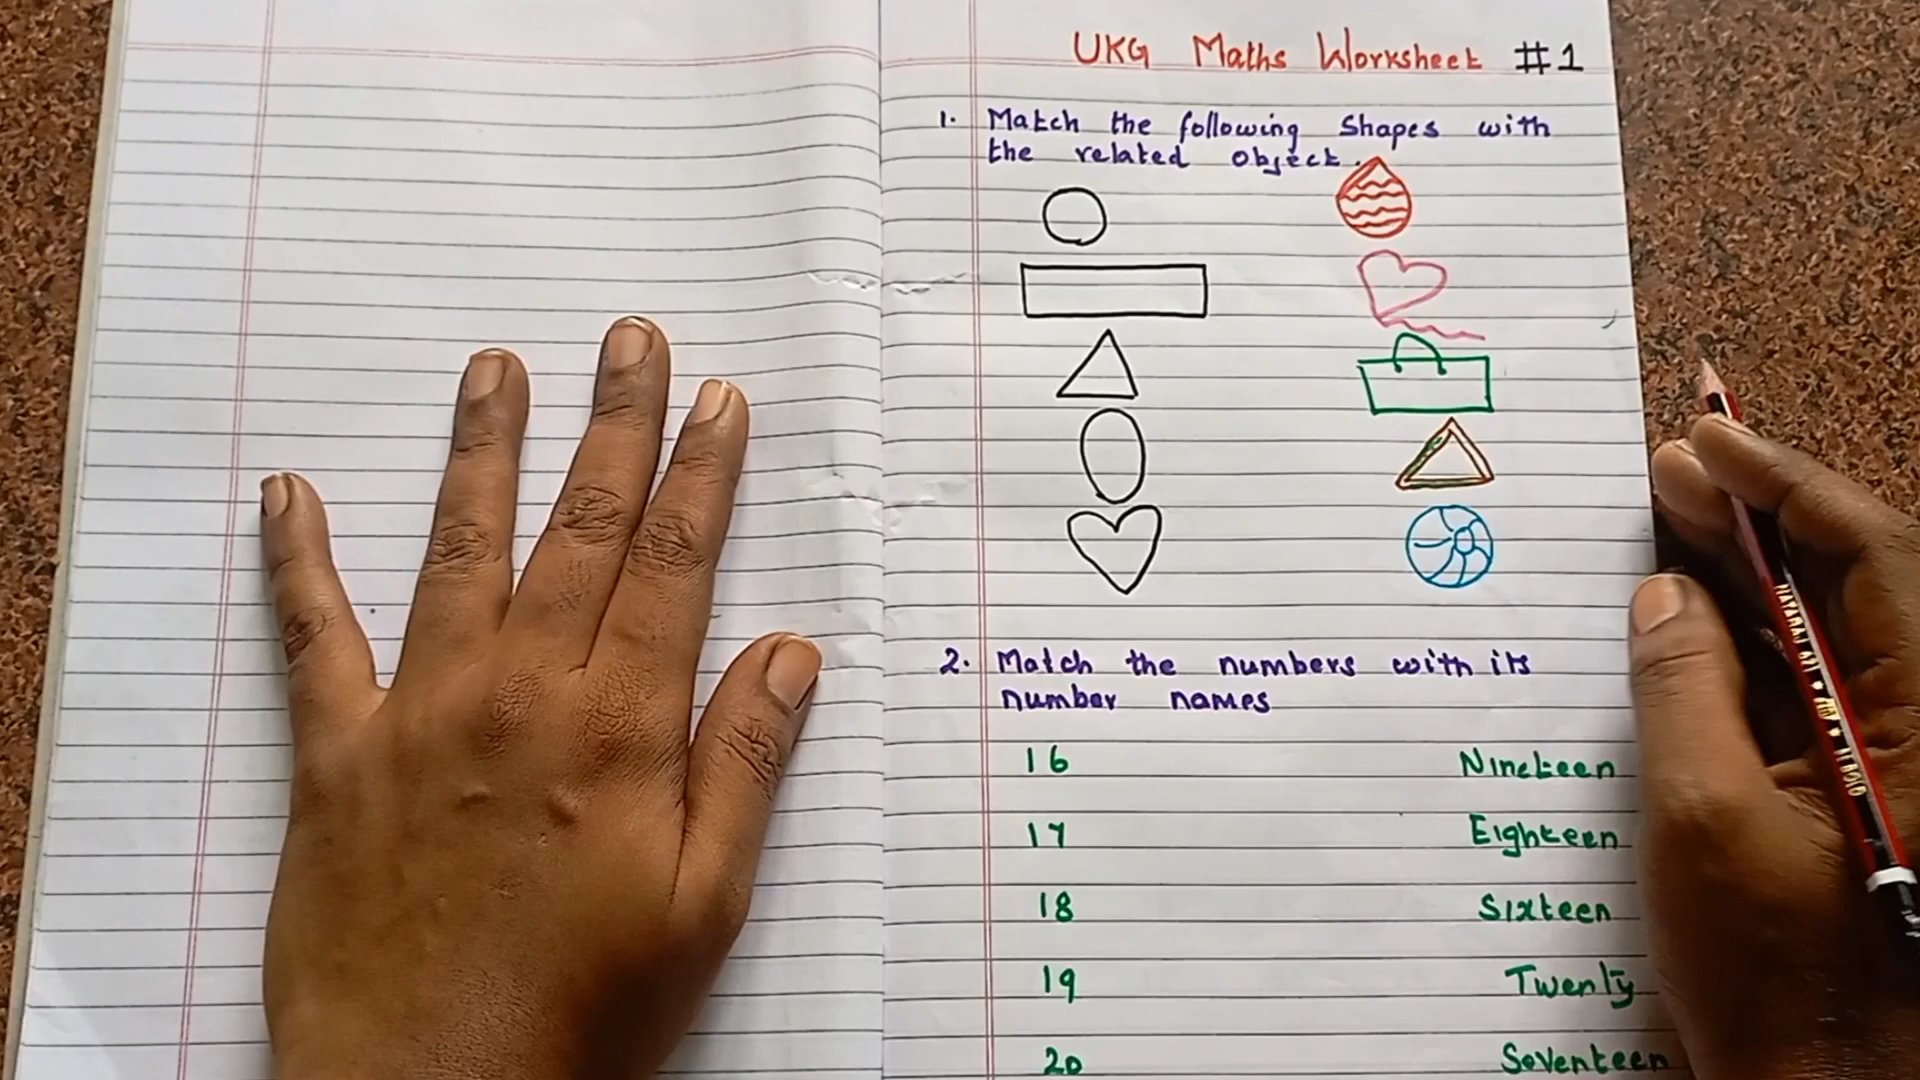 UKG Maths Worksheet #1
1. Match the following Shapes with
the related object.
2. Match the numbers with its
number names
16 Nineteen
17 Eighteen
18 Sixteen
19 Twenty
20 Seventeen